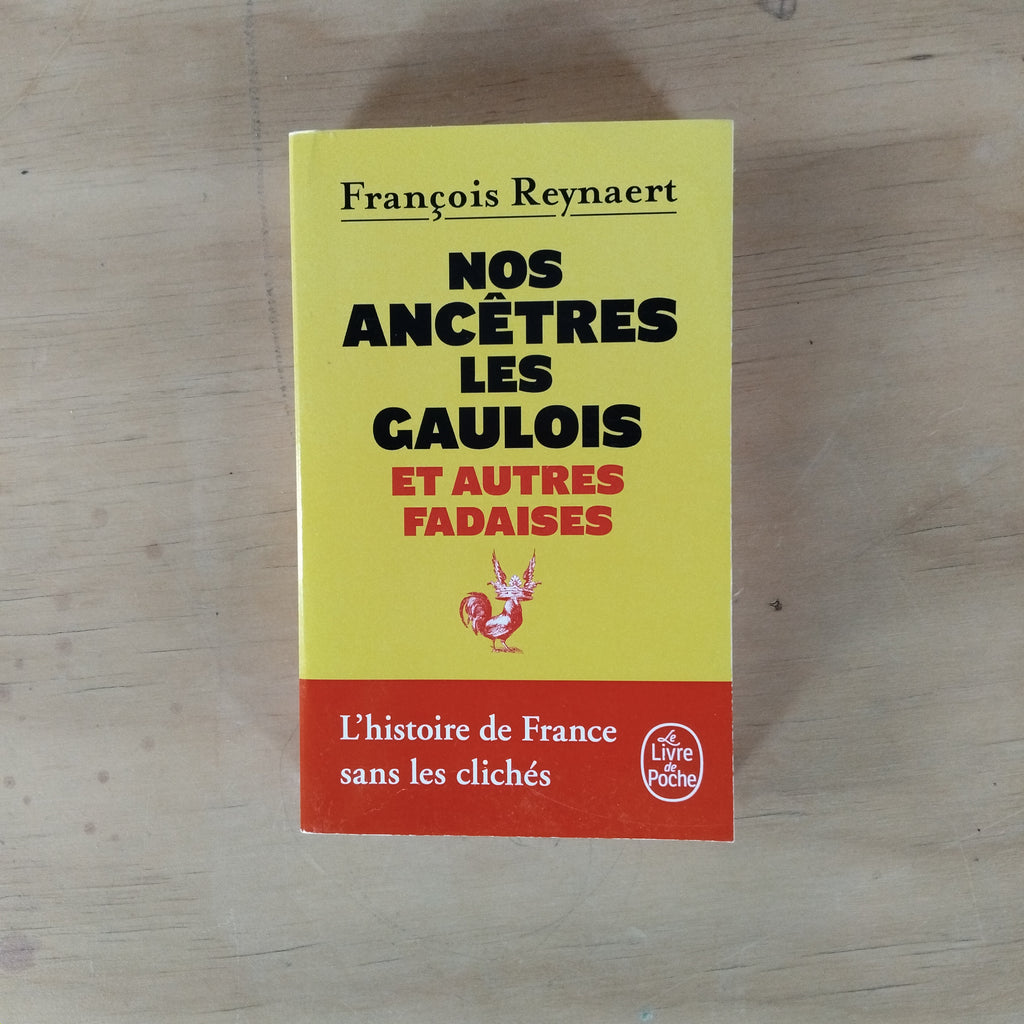 François Reynaert
NOS
ANCÊTRES
LES
GAULOIS
ET AUTRES
FADAISES
L'histoire de France
sans les clichés
Le
Livre
de
Poche